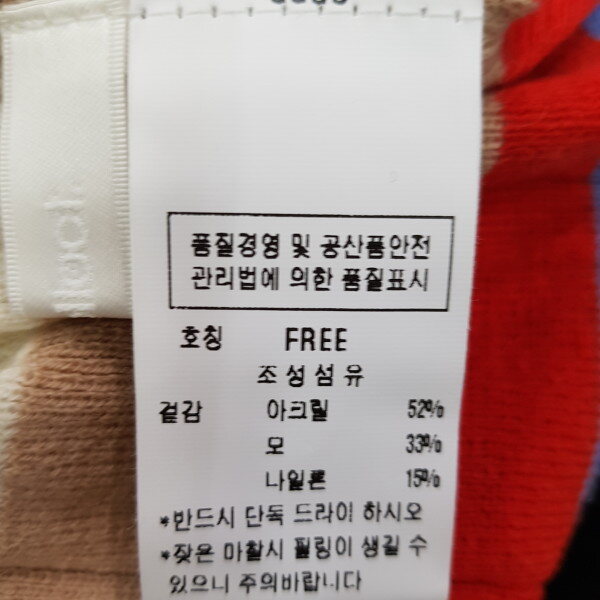 품질경영 및 공산품안전
관리법에 의한 품질표시
호칭 FREE
조성섬유
겉감 아크릴 52%
모 33%
나일론 15%
*반드시 단독 드라이 하시오
*잦은 마찰시 필링이 생길 수
있으니 주의바랍니다